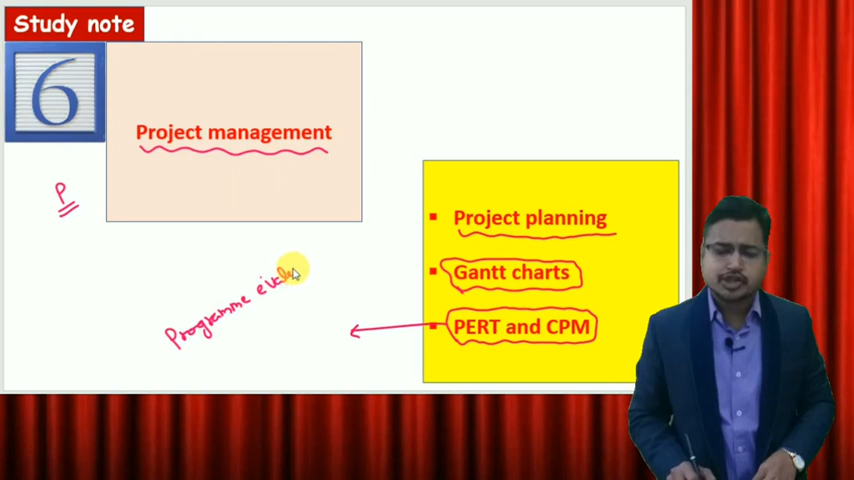 Study note
6
Project management
P
Project planning
Gantt charts
PERT and CPM
Programme